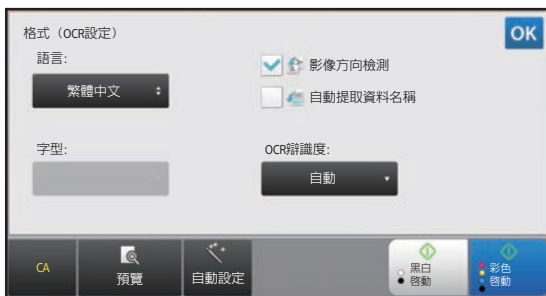 格式（OCR設定）
OK
語言:
繁體中文
影像方向檢測
自動提取資料名稱
字型:
OCR辯識度:
自動
CA
預覽
自動設定
黑白
啓動
彩色
啓動